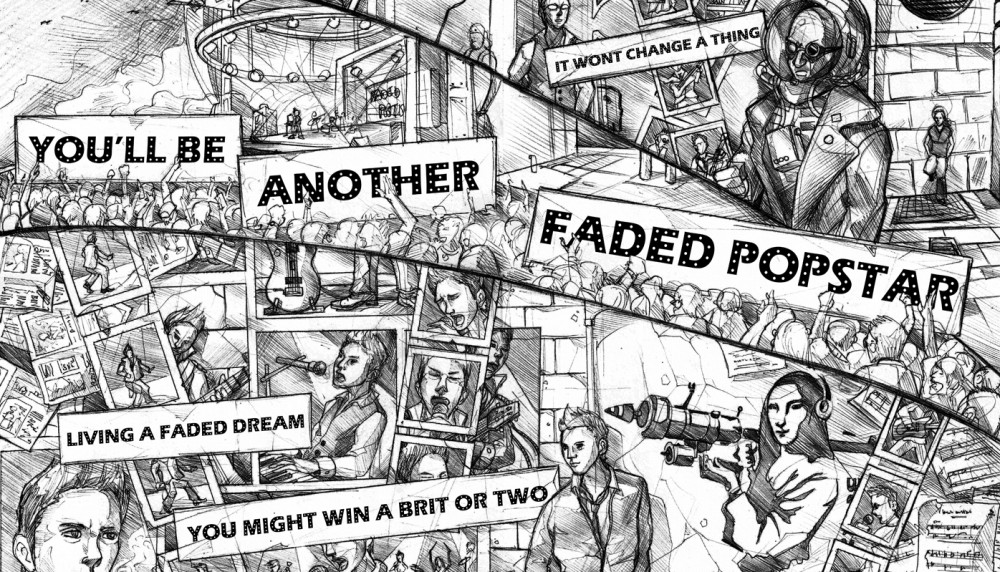 IT WONT CHANGE A THING
YOU'LL BE
ANOTHER
FADED POPSTAR
LIVING A FADED DREAM
YOU MIGHT WIN A BRIT OR TWO